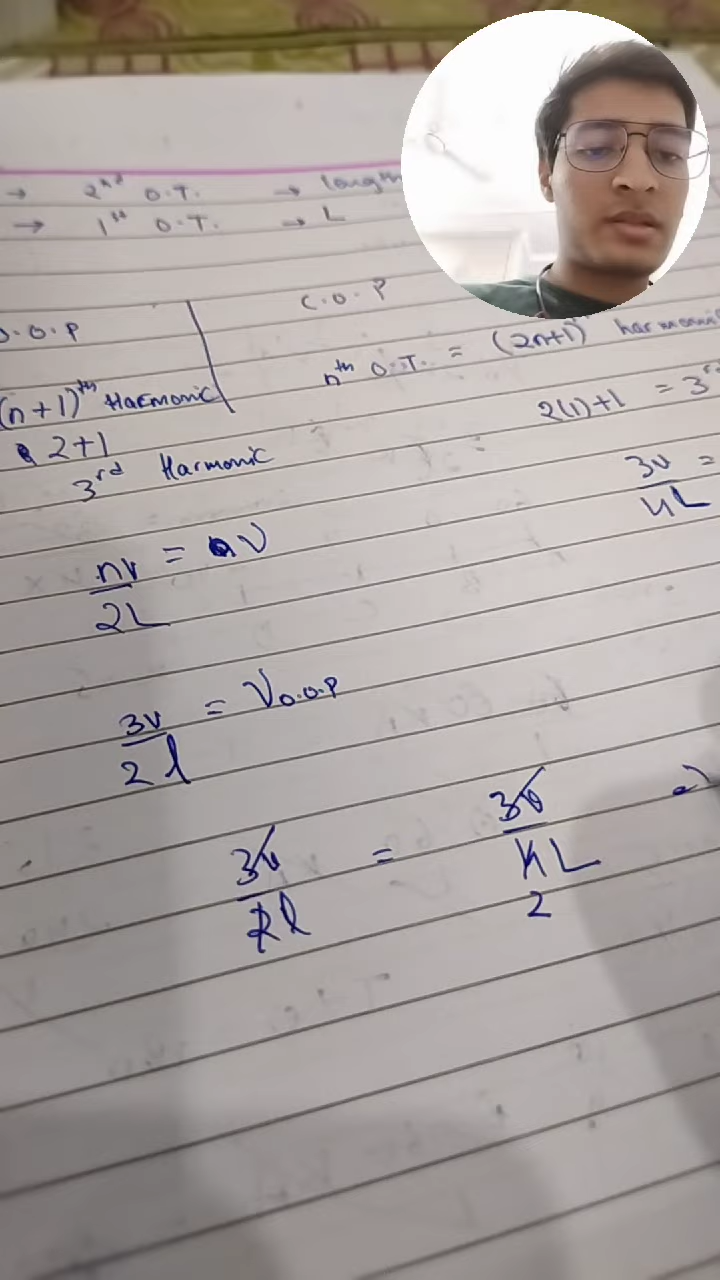 → 2nd O.T. → length
→ 1st O.T. → L
O.O.P
C.O.P
nth O.T. = (2n+1) harmonic
(n+1)th Harmonic
2(1)+1 = 3rd
2+1
3rd Harmonic
3v/4L =
nv/2L = ν
3v/2l = νO.O.P
3v/2l = 3v/4L ⇒
2